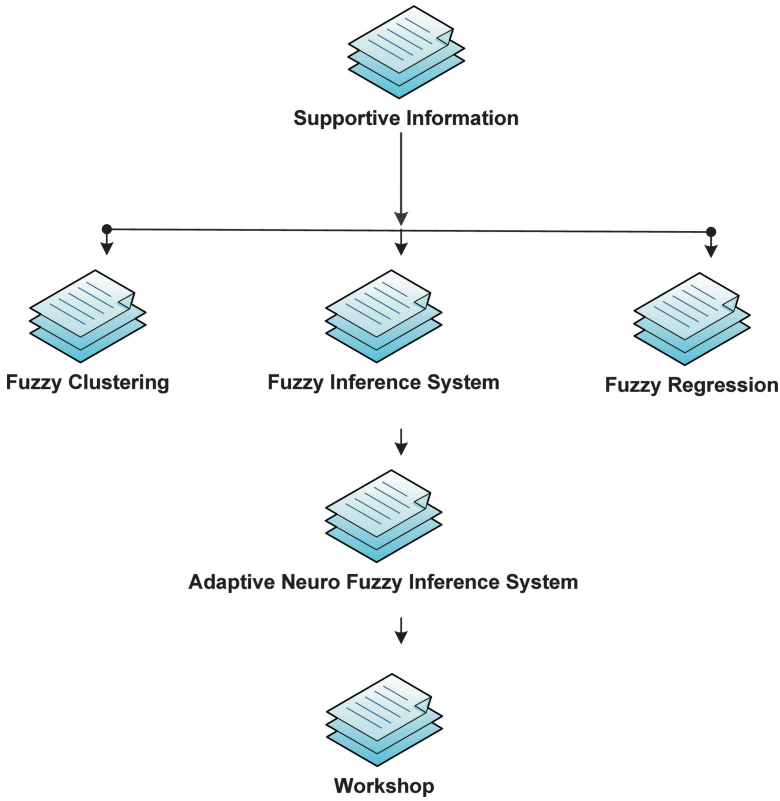 Supportive Information
Fuzzy Clustering
Fuzzy Inference System
Fuzzy Regression
Adaptive Neuro Fuzzy Inference System
Workshop